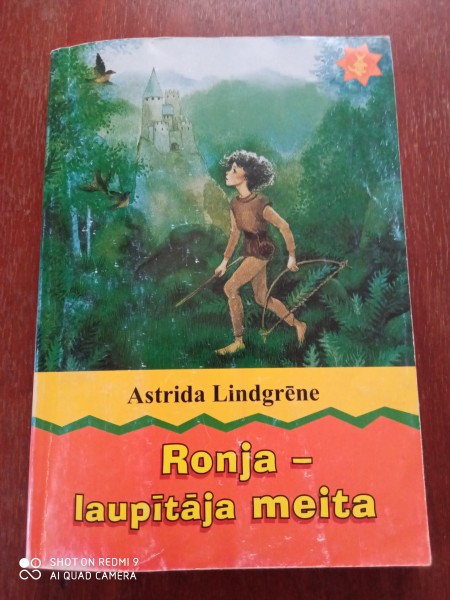 Astrida Lindgrēne
Ronja –
laupītāja meita
SHOT ON REDMI 9
AI QUAD CAMERA